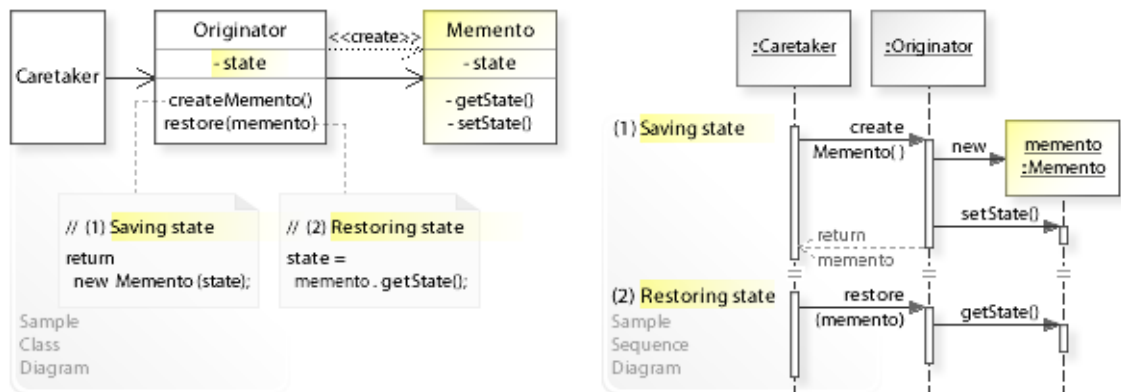 Caretaker
Originator
- state
createMemento()
restore(memento)
<<create>>
Memento
- state
- getState()
- setState()
// (1) Saving state
return
new Memento (state);
// (2) Restoring state
state =
memento . getState();
Sample
Class
Diagram
:Caretaker
:Originator
(1) Saving state
create
Memento( )
new
memento
:Memento
setState()
return
memento
(2) Restoring state
restore
(memento)
getState()
Sample
Sequence
Diagram